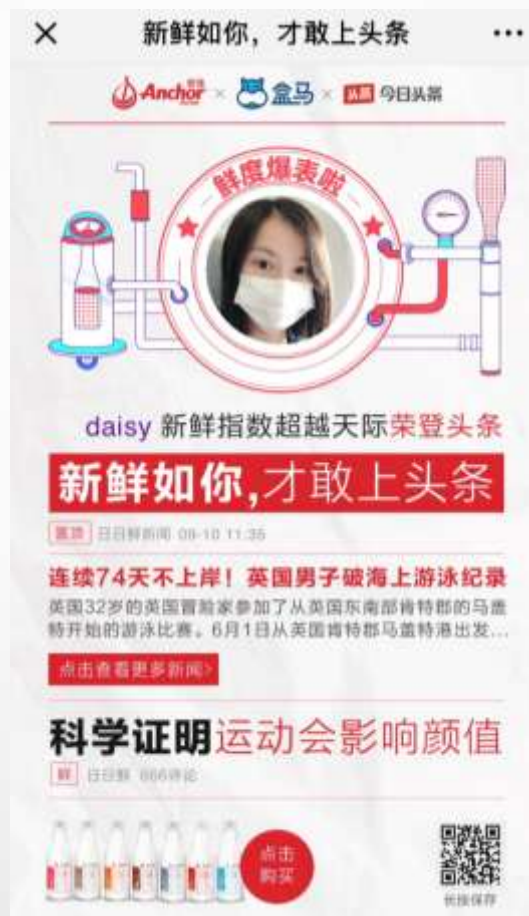 新鲜如你，才敢上头条
Anchor × 盒马 × 头条 今日头条
鲜度爆表啦
daisy 新鲜指数超越天际荣登头条
新鲜如你,才敢上头条
置顶 日日鲜新闻 09-10 11:35
连续74天不上岸！英国男子破海上游泳纪录
英国32岁的英国冒险家参加了从英国东南部肯特郡的马盖
特开始的游泳比赛。6月1日从英国肯特郡马盖特港出发...
点击查看更多新闻>
科学证明运动会影响颜值
鲜 日日鲜 666评论
点击
购买
长按保存